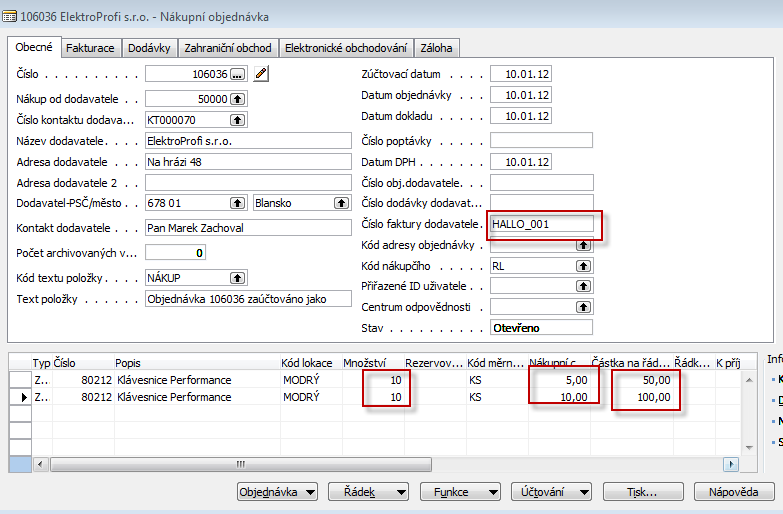 106036 ElektroProfi s.r.o. - Nákupní objednávka
Obecné Fakturace Dodávky Zahraniční obchod Elektronické obchodování Záloha
Číslo . . . . . . . . . . 106036 ...
Nákup od dodavatele . . 50000
Číslo kontaktu dodava... KT000070
Název dodavatele. . . . . ElektroProfi s.r.o.
Adresa dodavatele . . . Na hrázi 48
Adresa dodavatele 2 . .
Dodavatel-PSČ/město . . 678 01 Blansko
Kontakt dodavatele . . . Pan Marek Zachoval
Počet archivovaných v... 0
Kód textu položky. . . . NÁKUP
Text položky . . . . . . Objednávka 106036 zaúčtováno jako
Zúčtovací datum . . . . 10.01.12
Datum objednávky . . . . 10.01.12
Datum dokladu . . . . . 10.01.12
Číslo poptávky . . . . .
Datum DPH . . . . . . . 10.01.12
Číslo obj.dodavatele. . .
Číslo dodávky dodavat...
Číslo faktury dodavatele . HALLO_001
Kód adresy objednávky .
Kód nákupčího . . . . . RL
Přiřazené ID uživatele . .
Centrum odpovědnosti . .
Stav . . . . . . . . . . Otevřeno
Typ Číslo Popis Kód lokace Množství Rezervov... Kód měrn... Nákupní c... Částka na řád... Řádk... K příj
Z.. 80212 Klávesnice Performance MODRÝ 10 KS 5,00 50,00
Z.. 80212 Klávesnice Performance MODRÝ 10 KS 10,00 100,00
Inf
K
D
N
S
Objednávka Řádek Funkce Účtování Tisk... Nápověda